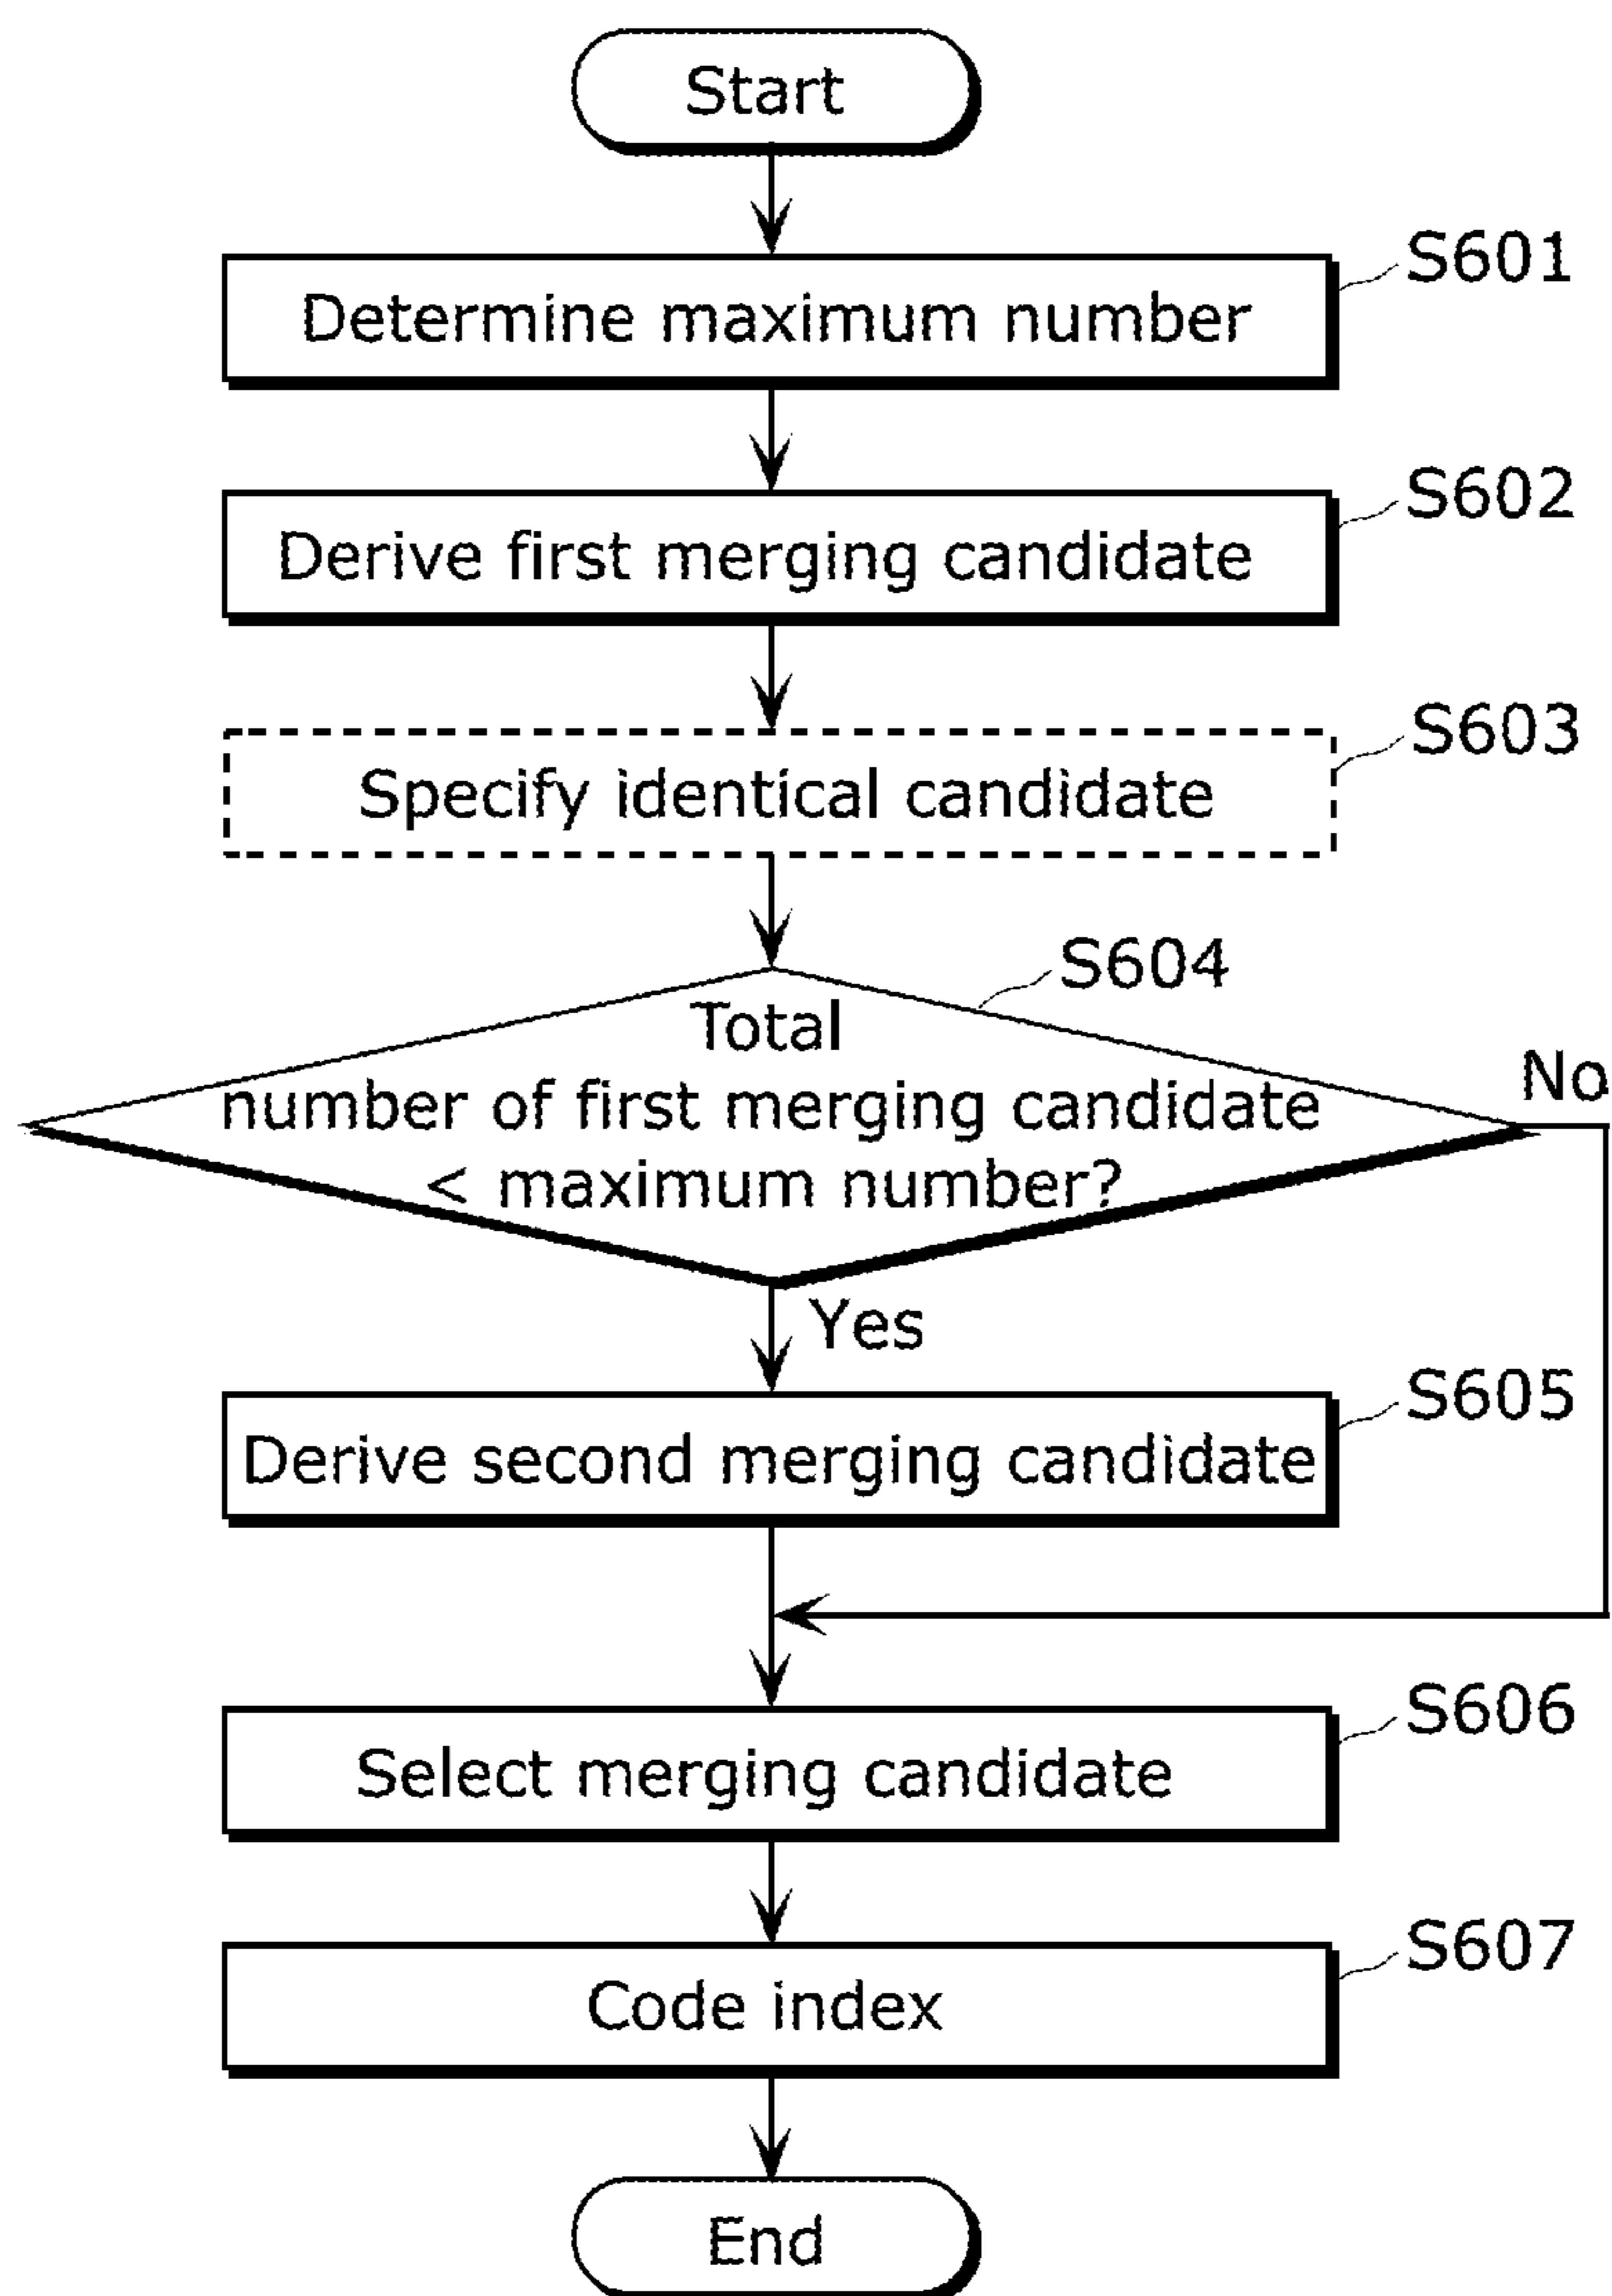 Start
S601
Determine maximum number
S602
Derive first merging candidate
S603
Specify identical candidate
S604
Total
number of first merging candidate
< maximum number?
No
Yes
S605
Derive second merging candidate
S606
Select merging candidate
S607
Code index
End